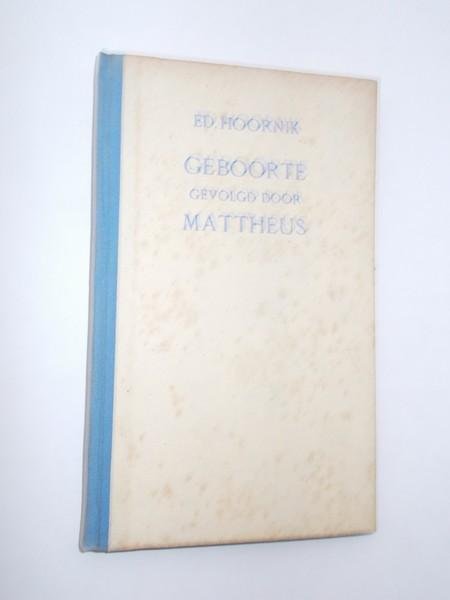 ED. HOORNIK
GEBOORTE
GEVOLGD DOOR
MATTHEUS